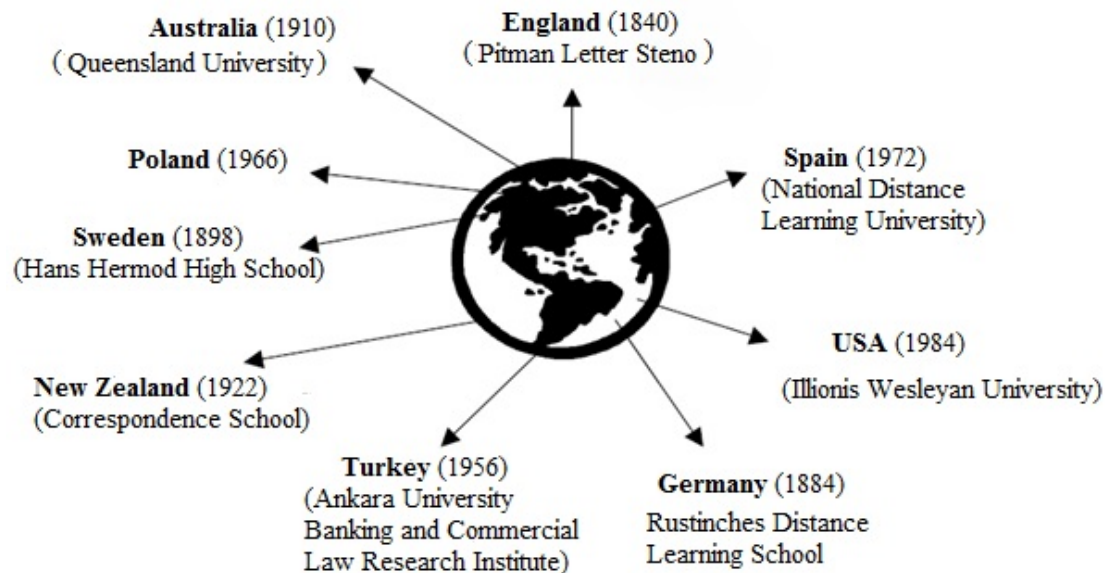 Australia (1910)
( Queensland University )
England (1840)
( Pitman Letter Steno )
Poland (1966)
Spain (1972)
(National Distance
Learning University)
Sweden (1898)
(Hans Hermod High School)
USA (1984)
(Illionis Wesleyan University)
New Zealand (1922)
(Correspondence School)
Turkey (1956)
(Ankara University
Banking and Commercial
Law Research Institute)
Germany (1884)
Rustinches Distance
Learning School